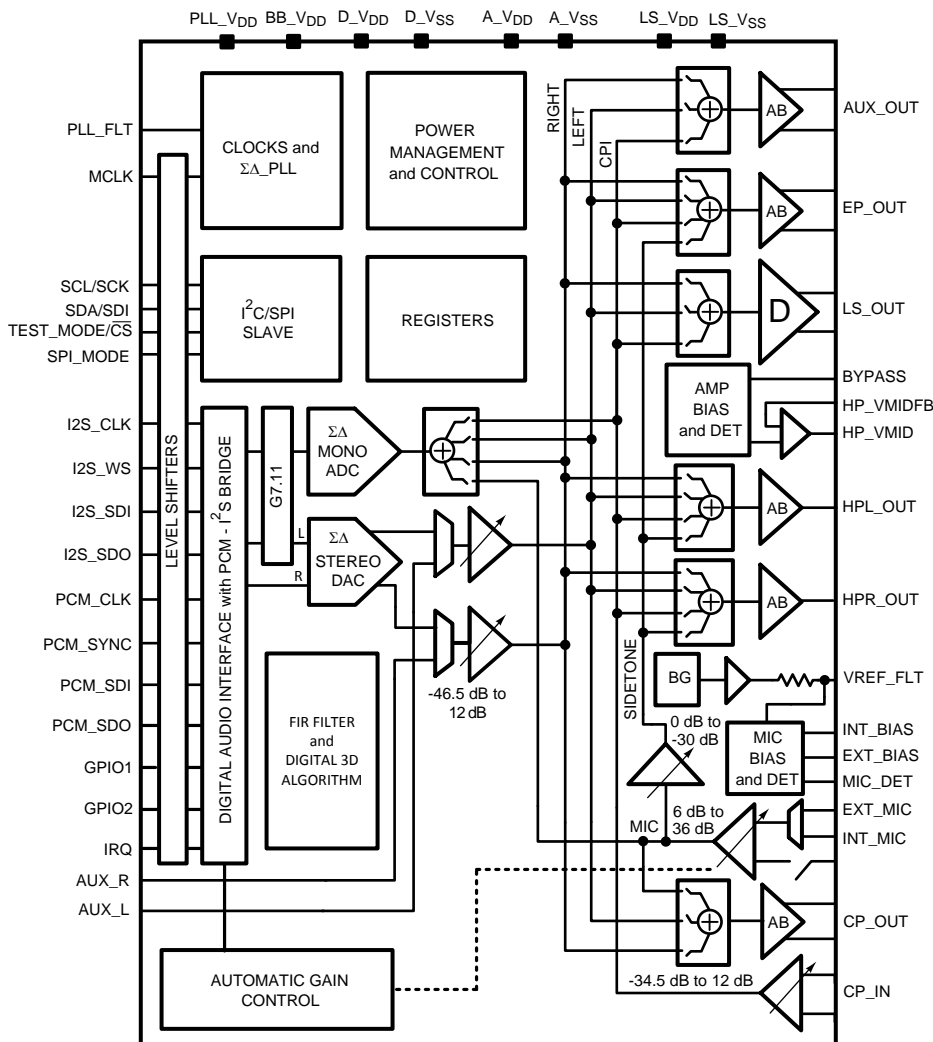 PLL_VDD BB_VDD D_VDD D_VSS A_VDD A_VSS LS_VDD LS_VSS
PLL_FLT
MCLK
SCL/SCK
SDA/SDI
TEST_MODE/C̅S̅
SPI_MODE
I2S_CLK
I2S_WS
I2S_SDI
I2S_SDO
PCM_CLK
PCM_SYNC
PCM_SDI
PCM_SDO
GPIO1
GPIO2
IRQ
AUX_R
AUX_L
LEVEL SHIFTERS
DIGITAL AUDIO INTERFACE with PCM - I²S BRIDGE
CLOCKS and
ΣΔ_PLL
POWER
MANAGEMENT
and CONTROL
I²C/SPI
SLAVE
REGISTERS
G7.11
ΣΔ
MONO
ADC
L
R
ΣΔ
STEREO
DAC
FIR FILTER
and
DIGITAL 3D
ALGORITHM
-46.5 dB to
12 dB
AUTOMATIC GAIN
CONTROL
RIGHT
LEFT
CPI
SIDETONE
0 dB to
-30 dB
6 dB to
36 dB
MIC
-34.5 dB to 12 dB
AB
AB
D
AMP
BIAS
and DET
AB
AB
BG
MIC
BIAS
and DET
AB
AUX_OUT
EP_OUT
LS_OUT
BYPASS
HP_VMIDFB
HP_VMID
HPL_OUT
HPR_OUT
VREF_FLT
INT_BIAS
EXT_BIAS
MIC_DET
EXT_MIC
INT_MIC
CP_OUT
CP_IN